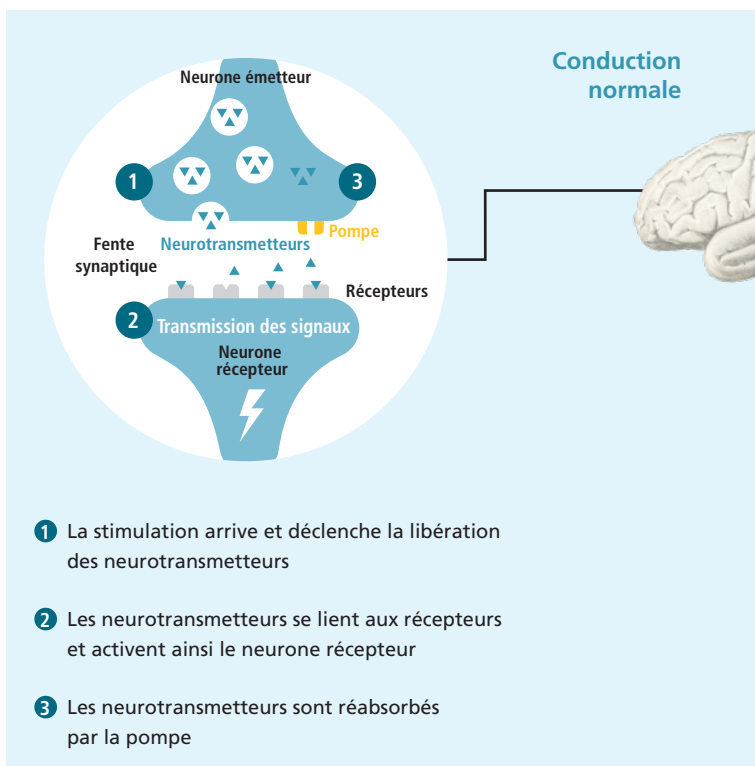 Conduction
normale
Neurone émetteur
1
3
Pompe
Fente
synaptique
Neurotransmetteurs
Récepteurs
2
Transmission des signaux
Neurone
récepteur
1 La stimulation arrive et déclenche la libération
des neurotransmetteurs
2 Les neurotransmetteurs se lient aux récepteurs
et activent ainsi le neurone récepteur
3 Les neurotransmetteurs sont réabsorbés
par la pompe